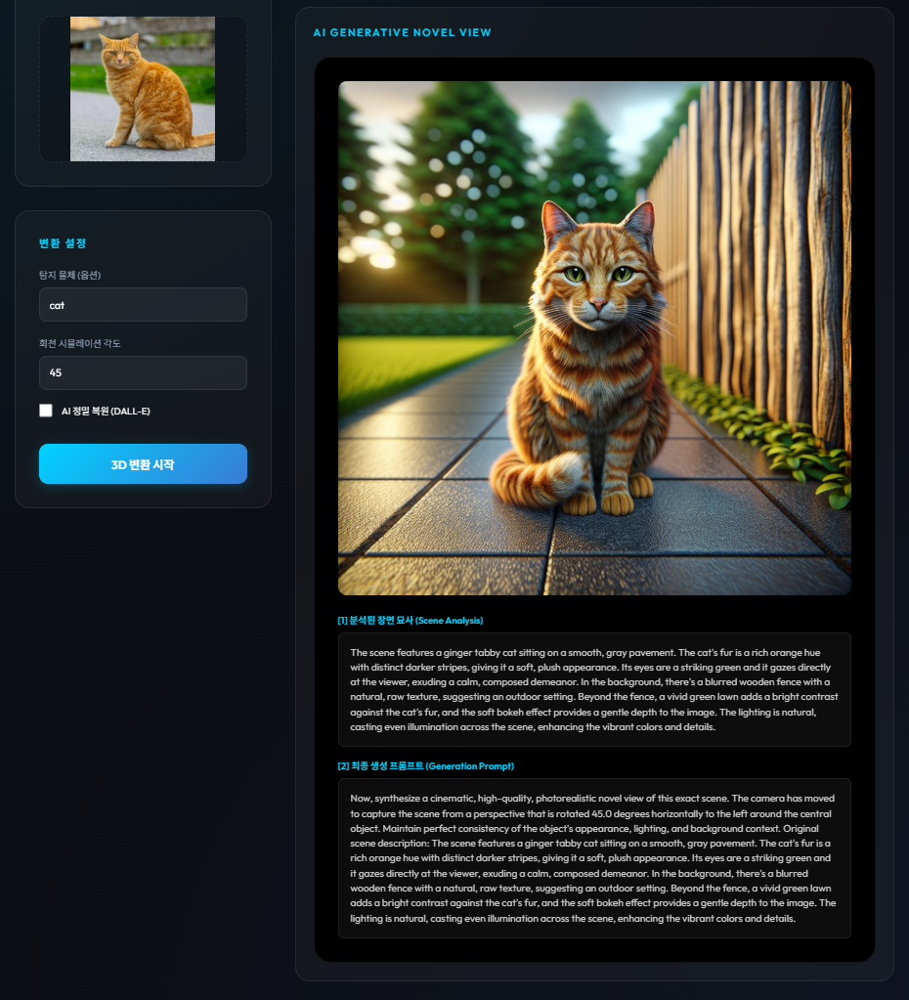 변환 설정
탐지 물체 (옵션)
cat
회전 시뮬레이션 각도
45
AI 정밀 복원 (DALL-E)
3D 변환 시작
AI GENERATIVE NOVEL VIEW
[1] 분석된 장면 묘사 (Scene Analysis)
The scene features a ginger tabby cat sitting on a smooth, gray pavement. The cat's fur is a rich orange hue
with distinct darker stripes, giving it a soft, plush appearance. Its eyes are a striking green and it gazes directly
at the viewer, exuding a calm, composed demeanor. In the background, there's a blurred wooden fence with a
natural, raw texture, suggesting an outdoor setting. Beyond the fence, a vivid green lawn adds a bright contrast
against the cat's fur, and the soft bokeh effect provides a gentle depth to the image. The lighting is natural,
casting even illumination across the scene, enhancing the vibrant colors and details.
[2] 최종 생성 프롬프트 (Generation Prompt)
Now, synthesize a cinematic, high-quality, photorealistic novel view of this exact scene. The camera has moved
to capture the scene from a perspective that is rotated 45.0 degrees horizontally to the left around the central
object. Maintain perfect consistency of the object's appearance, lighting, and background context. Original
scene description: The scene features a ginger tabby cat sitting on a smooth, gray pavement. The cat's fur is a
rich orange hue with distinct darker stripes, giving it a soft, plush appearance. Its eyes are a striking green and
it gazes directly at the viewer, exuding a calm, composed demeanor. In the background, there's a blurred
wooden fence with a natural, raw texture, suggesting an outdoor setting. Beyond the fence, a vivid green lawn
adds a bright contrast against the cat's fur, and the soft bokeh effect provides a gentle depth to the image. The
lighting is natural, casting even illumination across the scene, enhancing the vibrant colors and details.